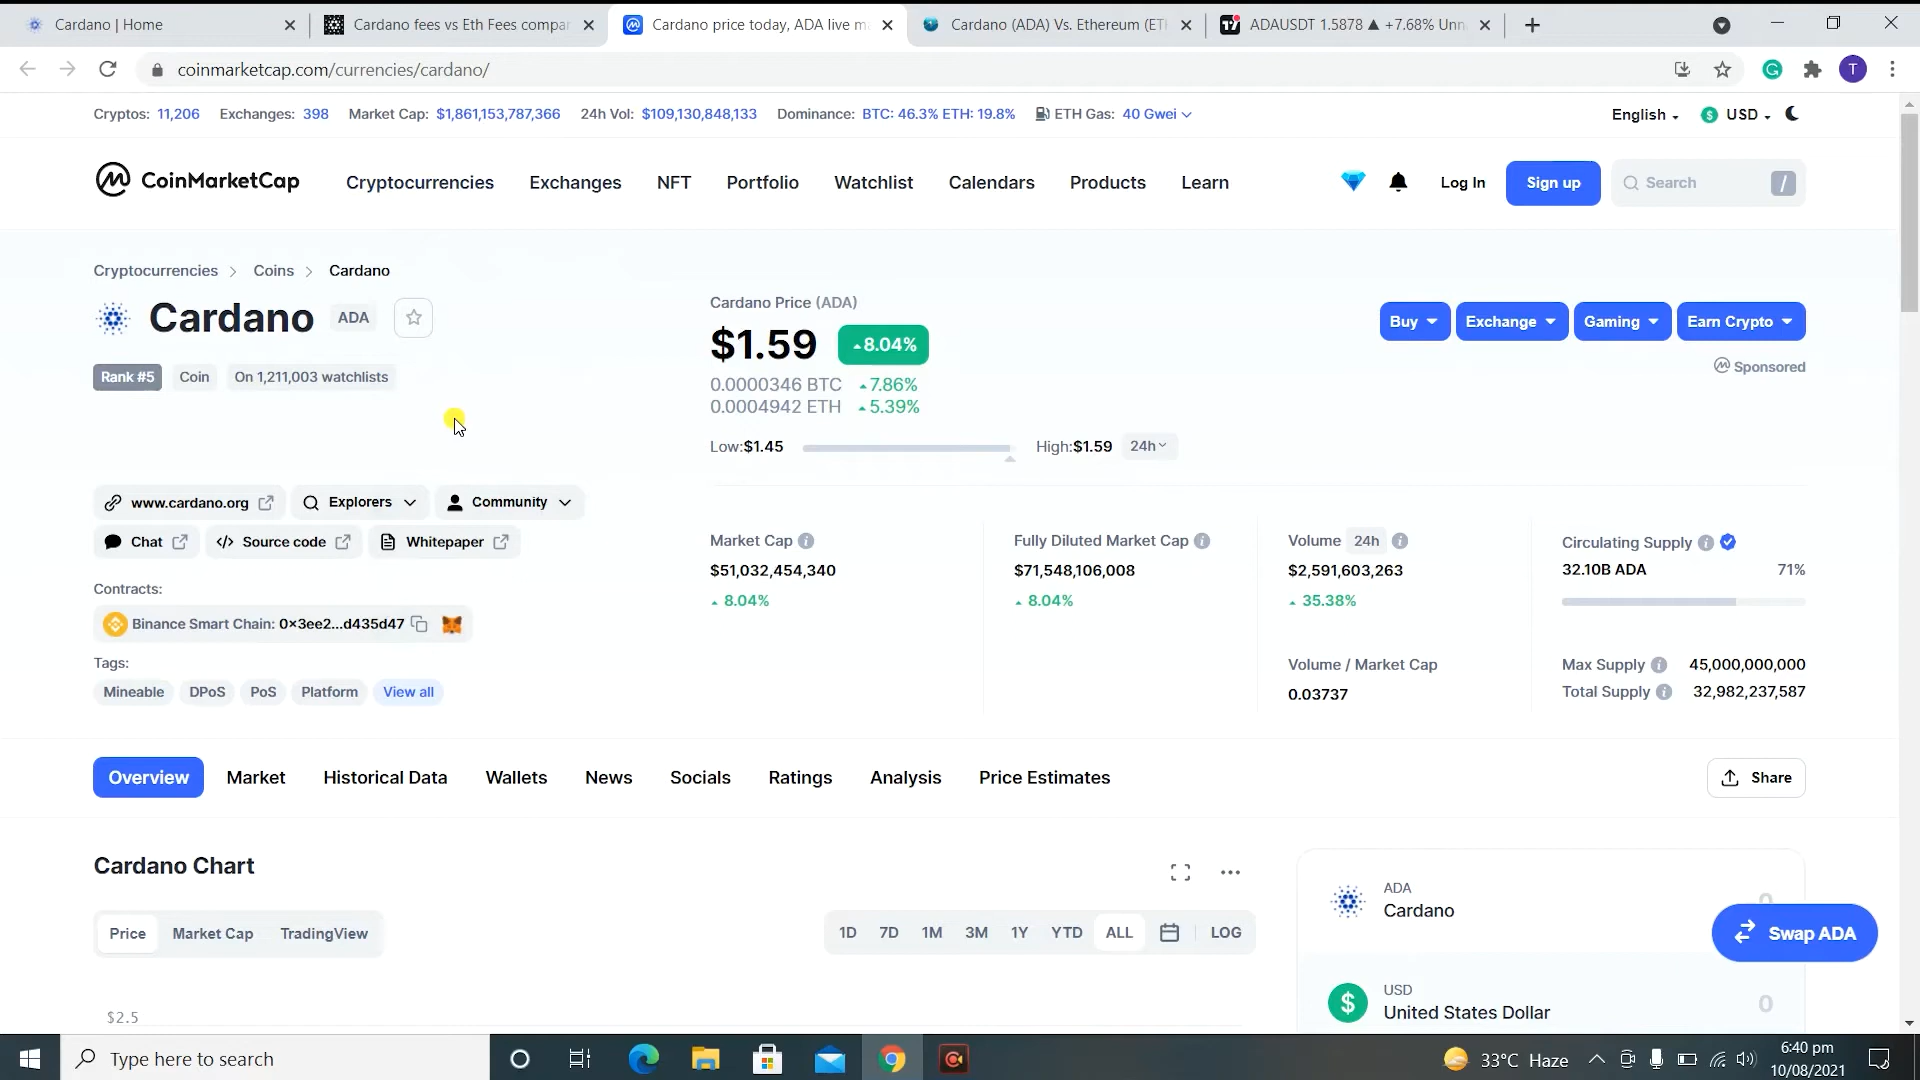 Cardano | Home
Cardano fees vs Eth Fees compar
Cardano price today, ADA live m
Cardano (ADA) Vs. Ethereum (ETH
ADAUSDT 1.5878 ▲ +7.68% Unn
coinmarketcap.com/currencies/cardano/
T
Cryptos: 11,206 Exchanges: 398 Market Cap: $1,861,153,787,366 24h Vol: $109,130,848,133 Dominance: BTC: 46.3% ETH: 19.8% ETH Gas: 40 Gwei
English USD
CoinMarketCap
Cryptocurrencies Exchanges NFT Portfolio Watchlist Calendars Products Learn
Log In Sign up Search /
Cryptocurrencies > Coins > Cardano
Cardano ADA
Rank #5 Coin On 1,211,003 watchlists
Cardano Price (ADA)
$1.59 8.04%
0.0000346 BTC 7.86%
0.0004942 ETH 5.39%
Low:$1.45 High:$1.59 24h
Buy Exchange Gaming Earn Crypto
Sponsored
www.cardano.org Explorers Community
Chat Source code Whitepaper
Contracts:
Binance Smart Chain: 0x3ee2...d435d47
Tags:
Mineable DPoS PoS Platform View all
Market Cap
$51,032,454,340
8.04%
Fully Diluted Market Cap
$71,548,106,008
8.04%
Volume 24h
$2,591,603,263
35.38%
Volume / Market Cap
0.03737
Circulating Supply
32.10B ADA 71%
Max Supply 45,000,000,000
Total Supply 32,982,237,587
Overview Market Historical Data Wallets News Socials Ratings Analysis Price Estimates
Share
Cardano Chart
Price Market Cap TradingView
1D 7D 1M 3M 1Y YTD ALL LOG
$2.5
ADA
Cardano
0
Swap ADA
USD
United States Dollar
0
Type here to search
33°C Haze
6:40 pm
10/08/2021